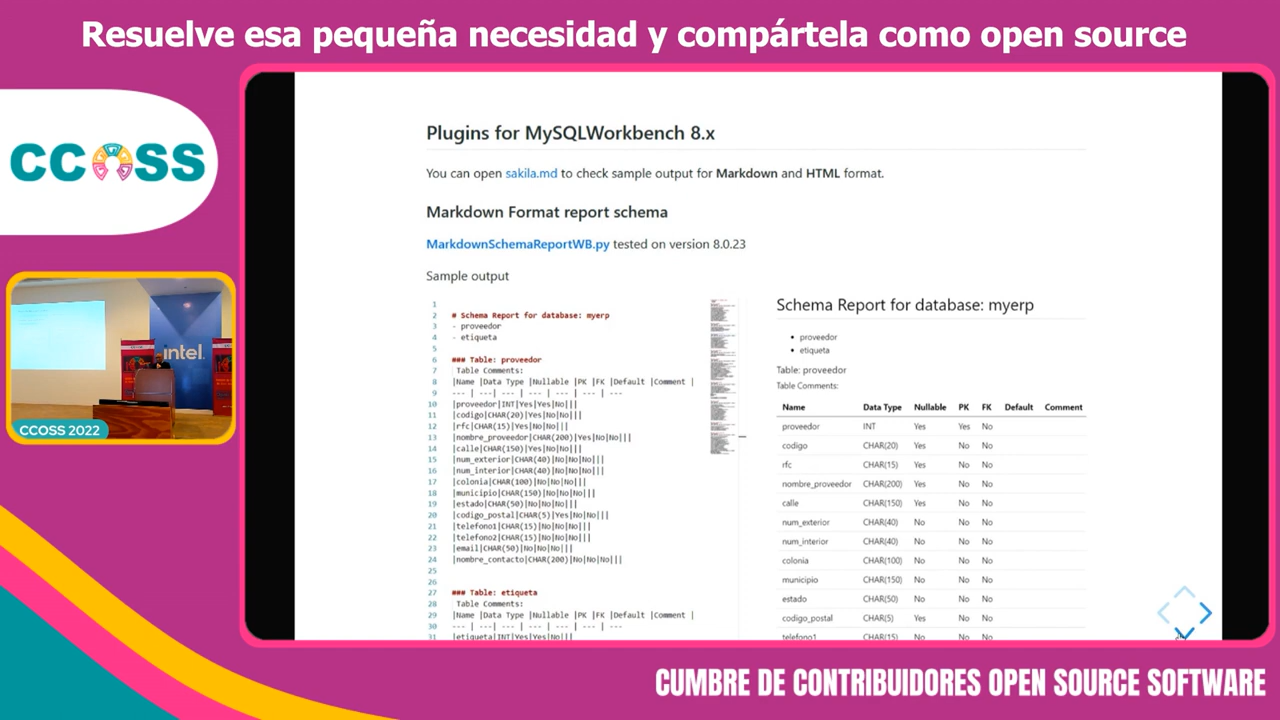 Resuelve esa pequeña necesidad y compártela como open source
CCOSS
intel.
CCOSS 2022
Plugins for MySQLWorkbench 8.x
You can open sakila.md to check sample output for Markdown and HTML format.
Markdown Format report schema
MarkdownSchemaReportWB.py tested on version 8.0.23
Sample output
1
2 # Schema Report for database: myerp
3 - proveedor
4 - etiqueta
5
6 ### Table: proveedor
7 Table Comments:
8 |Name |Data Type |Nullable |PK |FK |Default |Comment |
9 --- | ---| --- | --- | --- | --- | ---
10 |proveedor|INT|Yes|Yes|No|||
11 |codigo|CHAR(20)|Yes|No|No|||
12 |rfc|CHAR(15)|Yes|No|No|||
13 |nombre_proveedor|CHAR(200)|Yes|No|No|||
14 |calle|CHAR(150)|Yes|No|No|||
15 |num_exterior|CHAR(40)|No|No|No|||
16 |num_interior|CHAR(40)|No|No|No|||
17 |colonia|CHAR(100)|No|No|No|||
18 |municipio|CHAR(150)|No|No|No|||
19 |estado|CHAR(50)|No|No|No|||
20 |codigo_postal|CHAR(5)|Yes|No|No|||
21 |telefono1|CHAR(15)|No|No|No|||
22 |telefono2|CHAR(15)|No|No|No|||
23 |email|CHAR(50)|No|No|No|||
24 |nombre_contacto|CHAR(200)|No|No|No|||
25
26
27 ### Table: etiqueta
28 Table Comments:
29 |Name |Data Type |Nullable |PK |FK |Default |Comment |
30 --- | ---| --- | --- | --- | --- | ---
31 |etiqueta|INT|Yes|Yes|No|||
Schema Report for database: myerp
• proveedor
• etiqueta
Table: proveedor
Table Comments:
Name Data Type Nullable PK FK Default Comment
proveedor INT Yes Yes No
codigo CHAR(20) Yes No No
rfc CHAR(15) Yes No No
nombre_proveedor CHAR(200) Yes No No
calle CHAR(150) Yes No No
num_exterior CHAR(40) No No No
num_interior CHAR(40) No No No
colonia CHAR(100) No No No
municipio CHAR(150) No No No
estado CHAR(50) No No No
codigo_postal CHAR(5) Yes No No
telefono1 CHAR(15) No No No
CUMBRE DE CONTRIBUIDORES OPEN SOURCE SOFTWARE